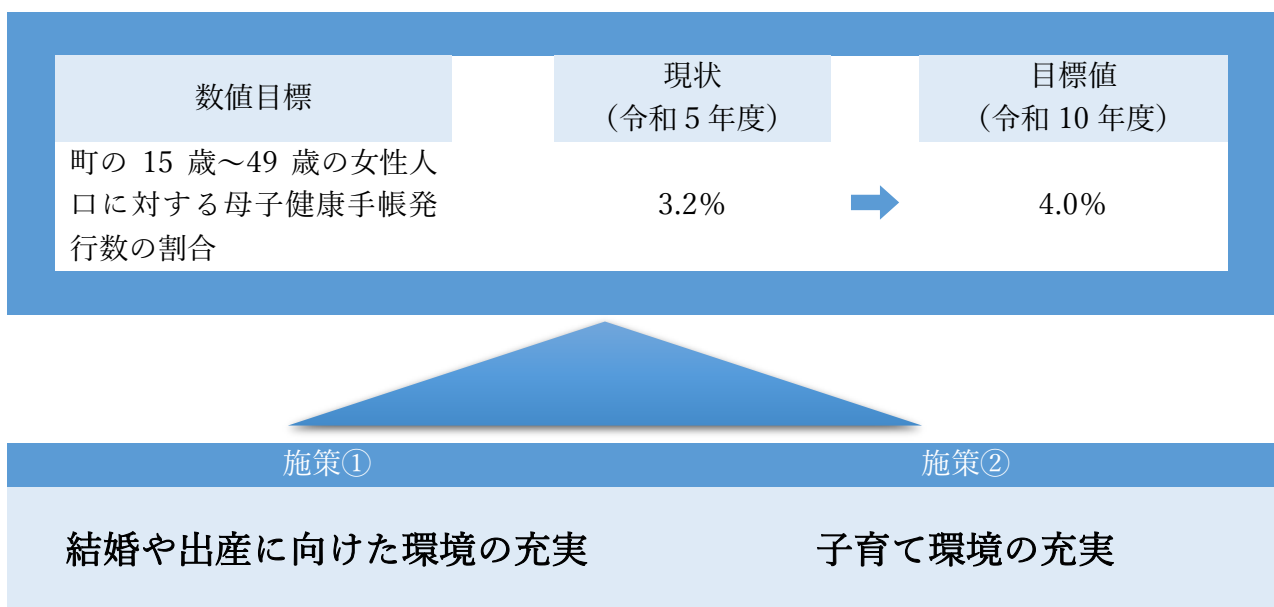 数値目標
現状
（令和５年度）
目標値
（令和 10 年度）
町の 15 歳～49 歳の女性人
口に対する母子健康手帳発
行数の割合
3.2%
4.0%
施策①
施策②
結婚や出産に向けた環境の充実
子育て環境の充実